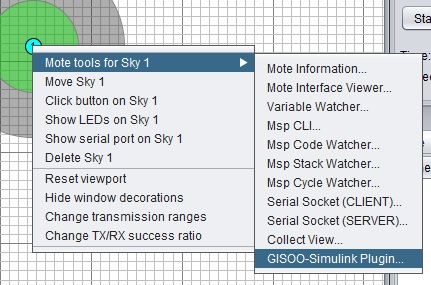 Sta
Mote tools for Sky 1
Move Sky 1
Click button on Sky 1
Show LEDs on Sky 1
Show serial port on Sky 1
Delete Sky 1
Reset viewport
Hide window decorations
Change transmission ranges
Change TX/RX success ratio
Mote Information...
Mote Interface Viewer...
Variable Watcher...
Msp CLI...
Msp Code Watcher...
Msp Stack Watcher...
Msp Cycle Watcher...
Serial Socket (CLIENT)...
Serial Socket (SERVER)...
Collect View...
GISOO-Simulink Plugin...